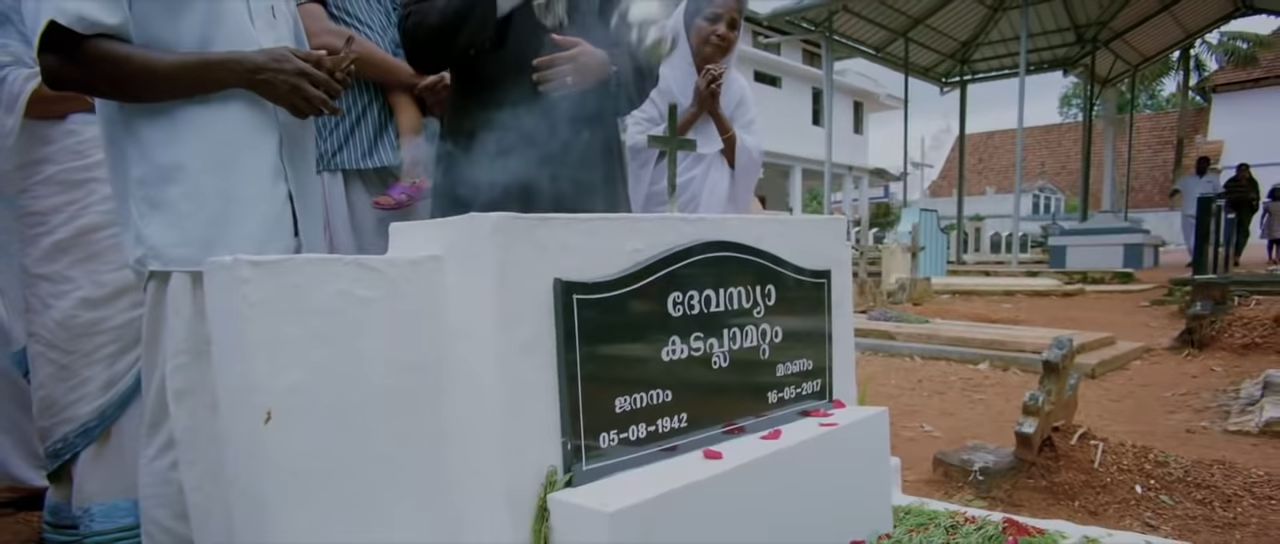 ദേവസ്യാ
കടപ്ലാമറ്റം
ജനനം
05-08-1942
മരണം
16-05-2017